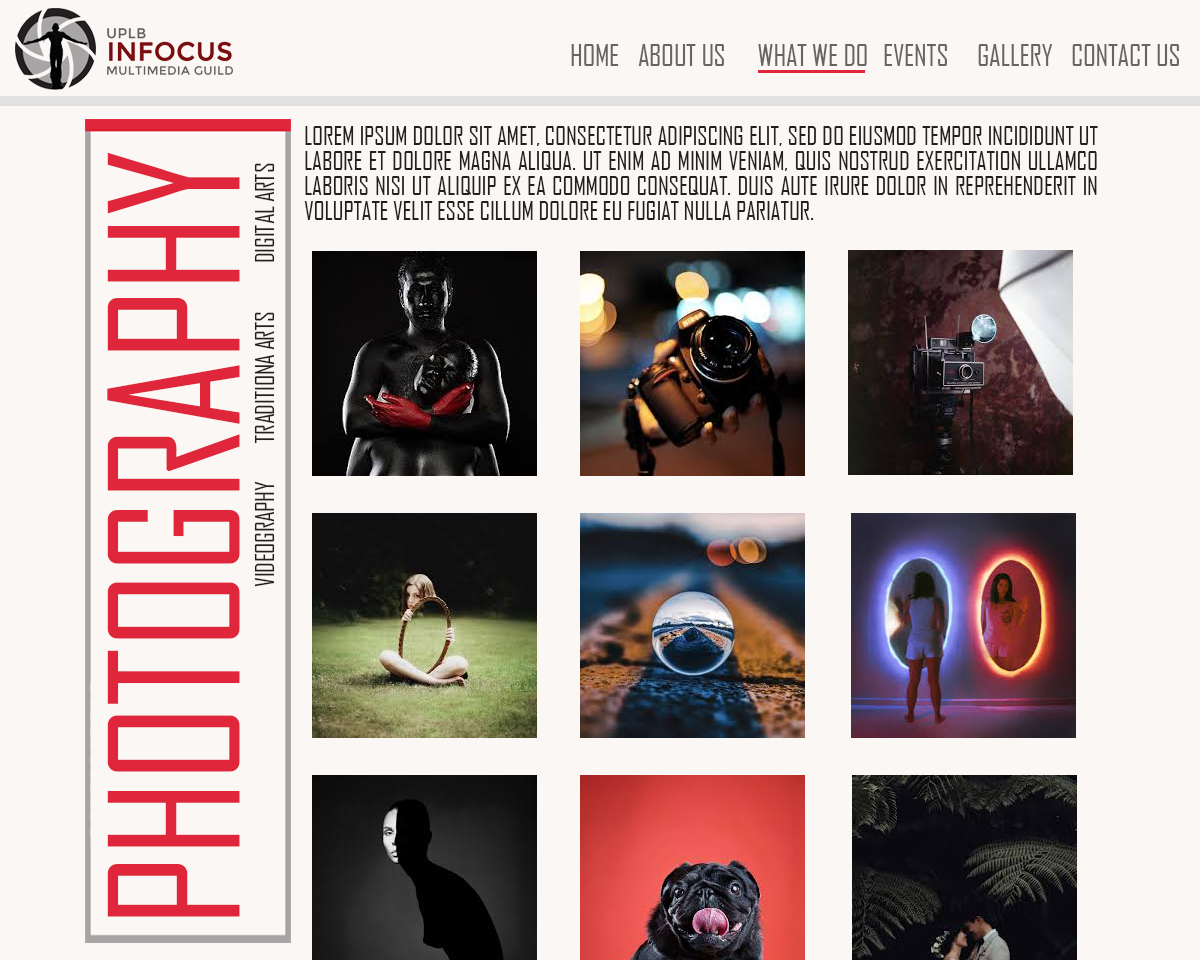 UPLB
INFOCUS
MULTIMEDIA GUILD
HOME ABOUT US WHAT WE DO EVENTS GALLERY CONTACT US
PHOTOGRAPHY
VIDEOGRAPHY TRADITIONA ARTS DIGITAL ARTS
LOREM IPSUM DOLOR SIT AMET, CONSECTETUR ADIPISCING ELIT, SED DO EIUSMOD TEMPOR INCIDIDUNT UT
LABORE ET DOLORE MAGNA ALIQUA. UT ENIM AD MINIM VENIAM, QUIS NOSTRUD EXERCITATION ULLAMCO
LABORIS NISI UT ALIQUIP EX EA COMMODO CONSEQUAT. DUIS AUTE IRURE DOLOR IN REPREHENDERIT IN
VOLUPTATE VELIT ESSE CILLUM DOLORE EU FUGIAT NULLA PARIATUR.